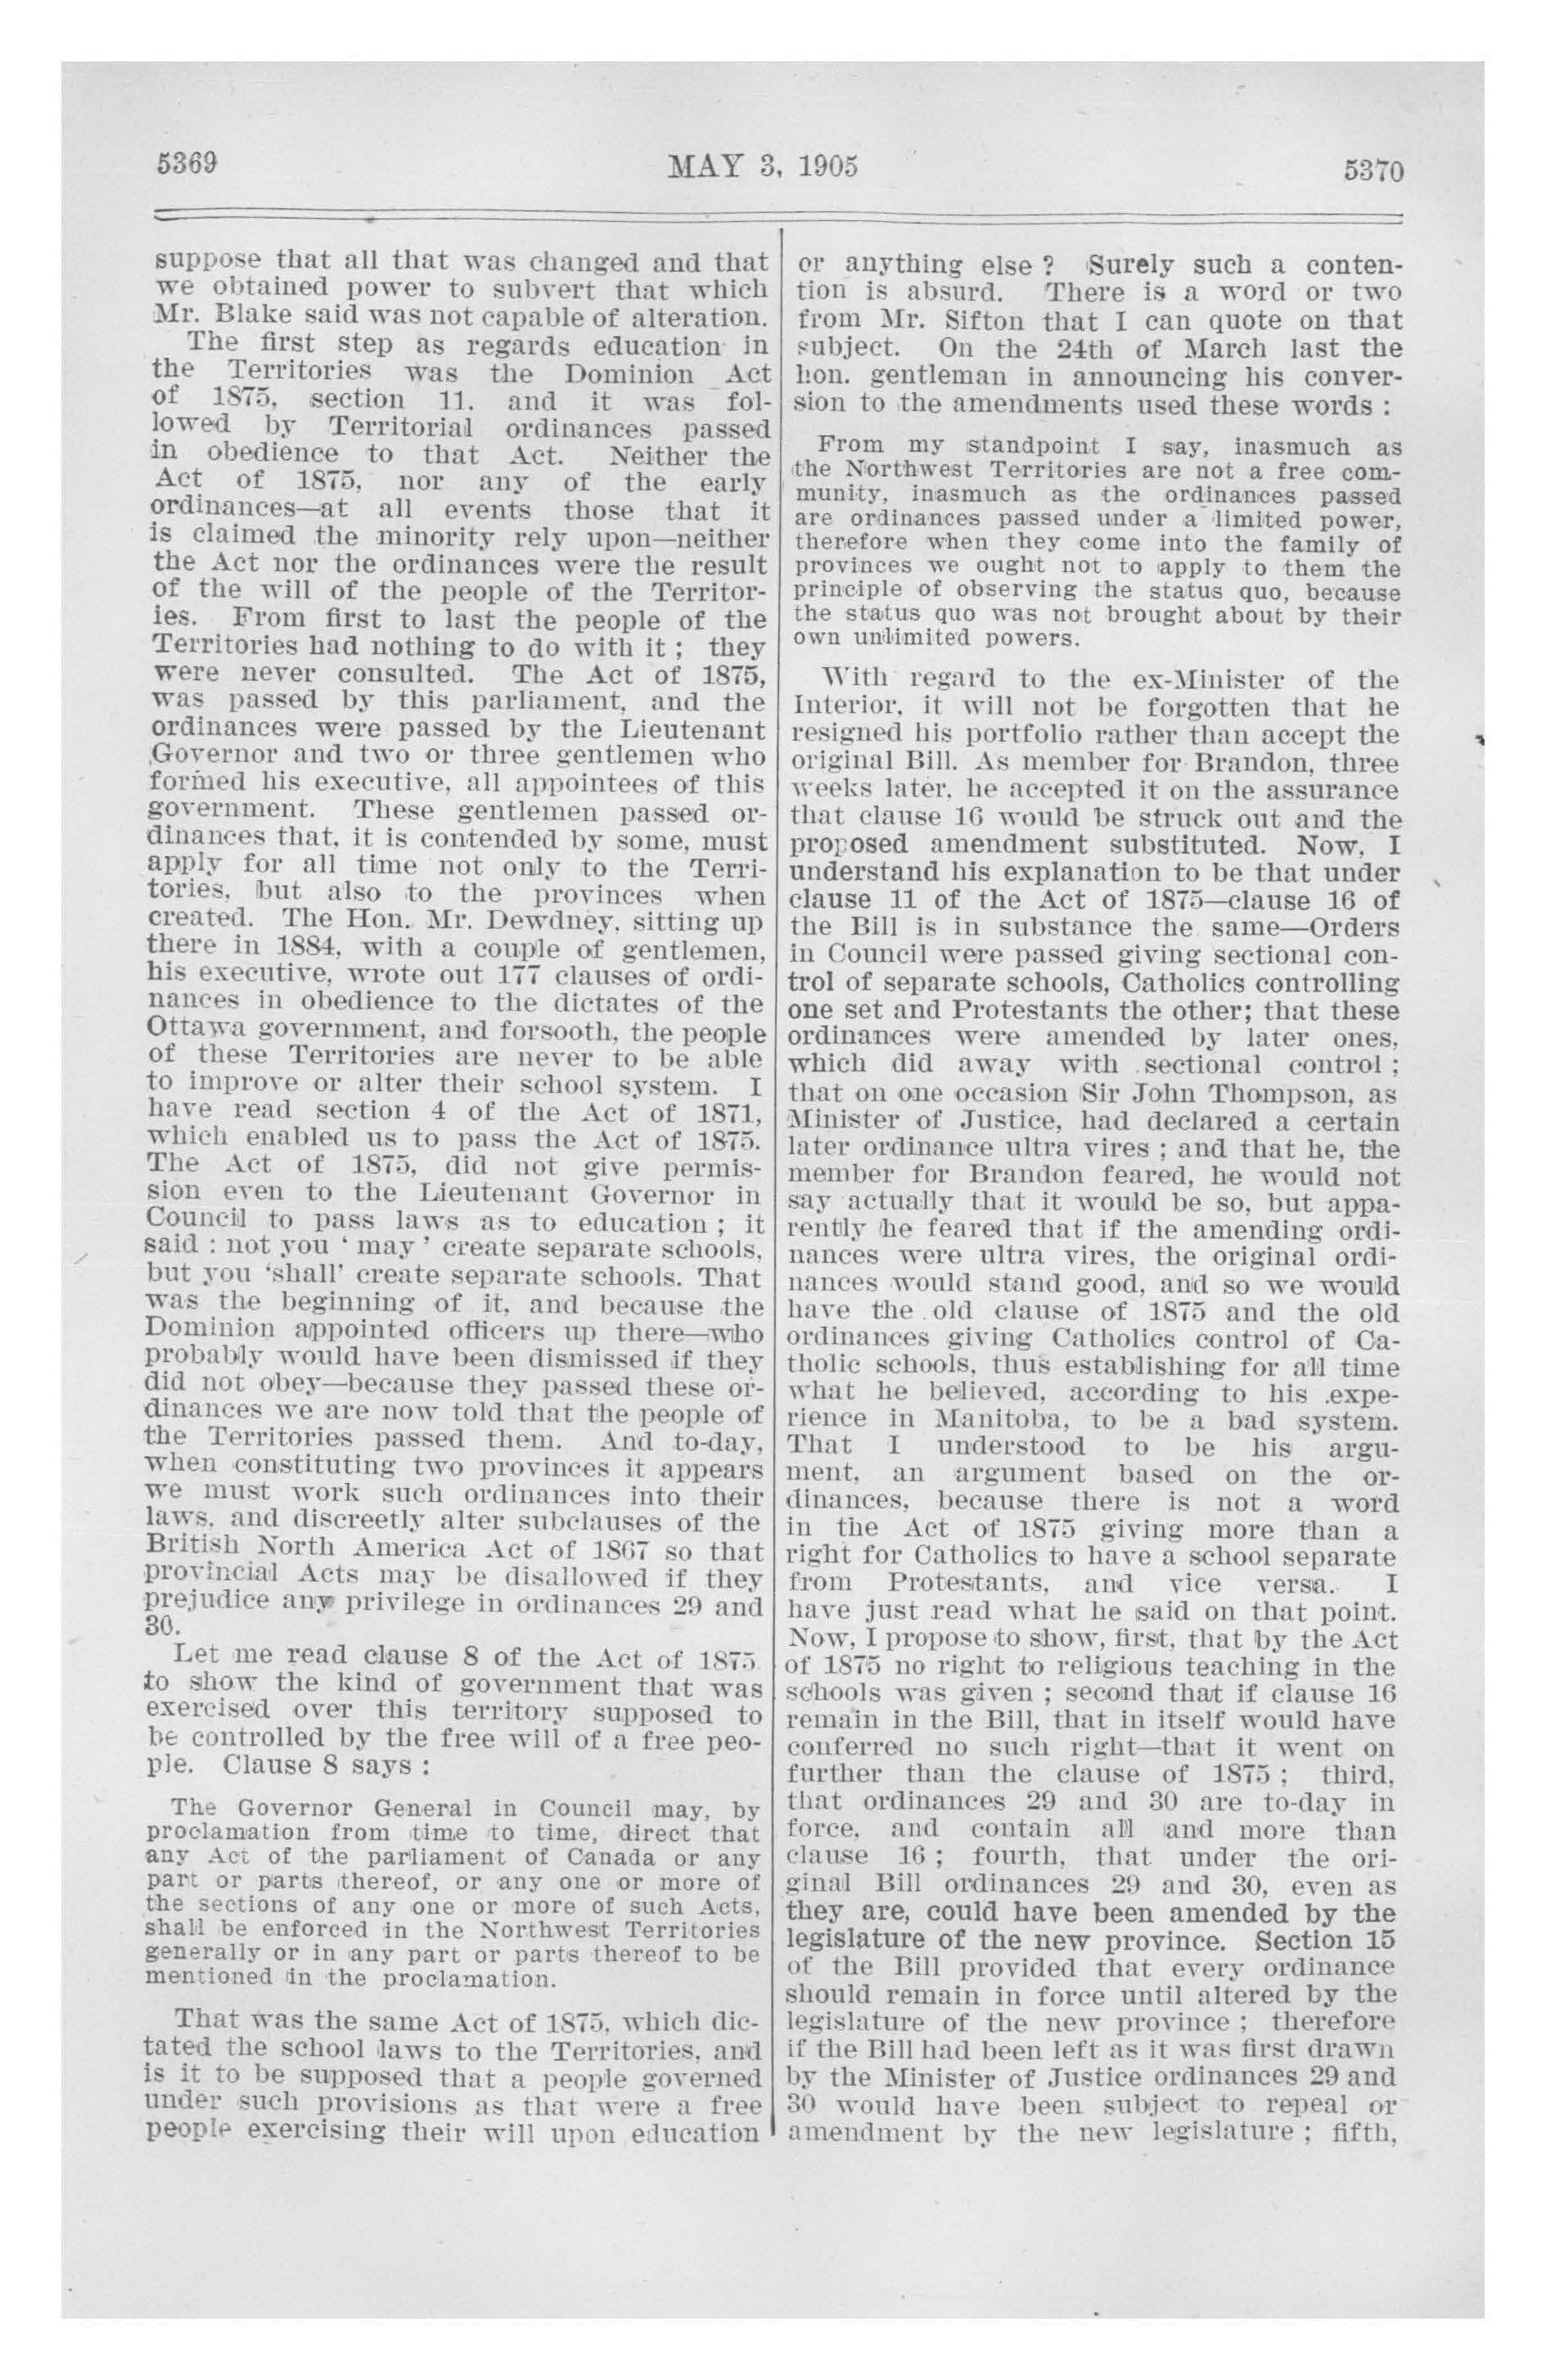 5369
MAY 3, 1905
5370
suppose that all that was changed and that
we obtained power to subvert that which
Mr. Blake said was not capable of alteration.
The first step as regards education in
the Territories was the Dominion Act
of 1875, section 11. and it was fol-
lowed by Territorial ordinances passed
in obedience to that Act. Neither the
Act of 1875, nor any of the early
ordinances—at all events those that it
is claimed the minority rely upon—neither
the Act nor the ordinances were the result
of the will of the people of the Territor-
ies. From first to last the people of the
Territories had nothing to do with it ; they
were never consulted. The Act of 1875,
was passed by this parliament, and the
ordinances were passed by the Lieutenant
Governor and two or three gentlemen who
formed his executive, all appointees of this
government. These gentlemen passed or-
dinances that, it is contended by some, must
apply for all time not only to the Terri-
tories, but also to the provinces when
created. The Hon. Mr. Dewdney, sitting up
there in 1884, with a couple of gentlemen,
his executive, wrote out 177 clauses of ordi-
nances in obedience to the dictates of the
Ottawa government, and forsooth, the people
of these Territories are never to be able
to improve or alter their school system. I
have read section 4 of the Act of 1871,
which enabled us to pass the Act of 1875.
The Act of 1875, did not give permis-
sion even to the Lieutenant Governor in
Council to pass laws as to education ; it
said : not you ‘ may ’ create separate schools,
but you ‘shall’ create separate schools. That
was the beginning of it, and because the
Dominion appointed officers up there—who
probably would have been dismissed if they
did not obey—because they passed these or-
dinances we are now told that the people of
the Territories passed them. And to-day,
when constituting two provinces it appears
we must work such ordinances into their
laws, and discreetly alter subclauses of the
British North America Act of 1867 so that
provincial Acts may be disallowed if they
prejudice any privilege in ordinances 29 and
30.
Let me read clause 8 of the Act of 1875
to show the kind of government that was
exercised over this territory supposed to
be controlled by the free will of a free peo-
ple. Clause 8 says :
The Governor General in Council may, by
proclamation from time to time, direct that
any Act of the parliament of Canada or any
part or parts thereof, or any one or more of
the sections of any one or more of such Acts,
shall be enforced in the Northwest Territories
generally or in any part or parts thereof to be
mentioned in the proclamation.
That was the same Act of 1875, which dic-
tated the school laws to the Territories, and
is it to be supposed that a people governed
under such provisions as that were a free
people exercising their will upon education
or anything else ? Surely such a conten-
tion is absurd. There is a word or two
from Mr. Sifton that I can quote on that
subject. On the 24th of March last the
hon. gentleman in announcing his conver-
sion to the amendments used these words :
From my standpoint I say, inasmuch as
the Northwest Territories are not a free com-
munity, inasmuch as the ordinances passed
are ordinances passed under a limited power,
therefore when they come into the family of
provinces we ought not to apply to them the
principle of observing the status quo, because
the status quo was not brought about by their
own unlimited powers.
With regard to the ex-Minister of the
Interior, it will not be forgotten that he
resigned his portfolio rather than accept the
original Bill. As member for Brandon, three
weeks later, he accepted it on the assurance
that clause 16 would be struck out and the
proposed amendment substituted. Now, I
understand his explanation to be that under
clause 11 of the Act of 1875—clause 16 of
the Bill is in substance the same—Orders
in Council were passed giving sectional con-
trol of separate schools, Catholics controlling
one set and Protestants the other; that these
ordinances were amended by later ones,
which did away with sectional control ;
that on one occasion Sir John Thompson, as
Minister of Justice, had declared a certain
later ordinance ultra vires ; and that he, the
member for Brandon feared, he would not
say actually that it would be so, but appa-
rently he feared that if the amending ordi-
nances were ultra vires, the original ordi-
nances would stand good, and so we would
have the old clause of 1875 and the old
ordinances giving Catholics control of Ca-
tholic schools, thus establishing for all time
what he believed, according to his expe-
rience in Manitoba, to be a bad system.
That I understood to be his argu-
ment, an argument based on the or-
dinances, because there is not a word
in the Act of 1875 giving more than a
right for Catholics to have a school separate
from Protestants, and vice versa. I
have just read what he said on that point.
Now, I propose to show, first, that by the Act
of 1875 no right to religious teaching in the
schools was given ; second that if clause 16
remain in the Bill, that in itself would have
conferred no such right—that it went on
further than the clause of 1875 ; third,
that ordinances 29 and 30 are to-day in
force, and contain all and more than
clause 16 ; fourth, that under the ori-
ginal Bill ordinances 29 and 30, even as
they are, could have been amended by the
legislature of the new province. Section 15
of the Bill provided that every ordinance
should remain in force until altered by the
legislature of the new province ; therefore
if the Bill had been left as it was first drawn
by the Minister of Justice ordinances 29 and
30 would have been subject to repeal or
amendment by the new legislature ; fifth,